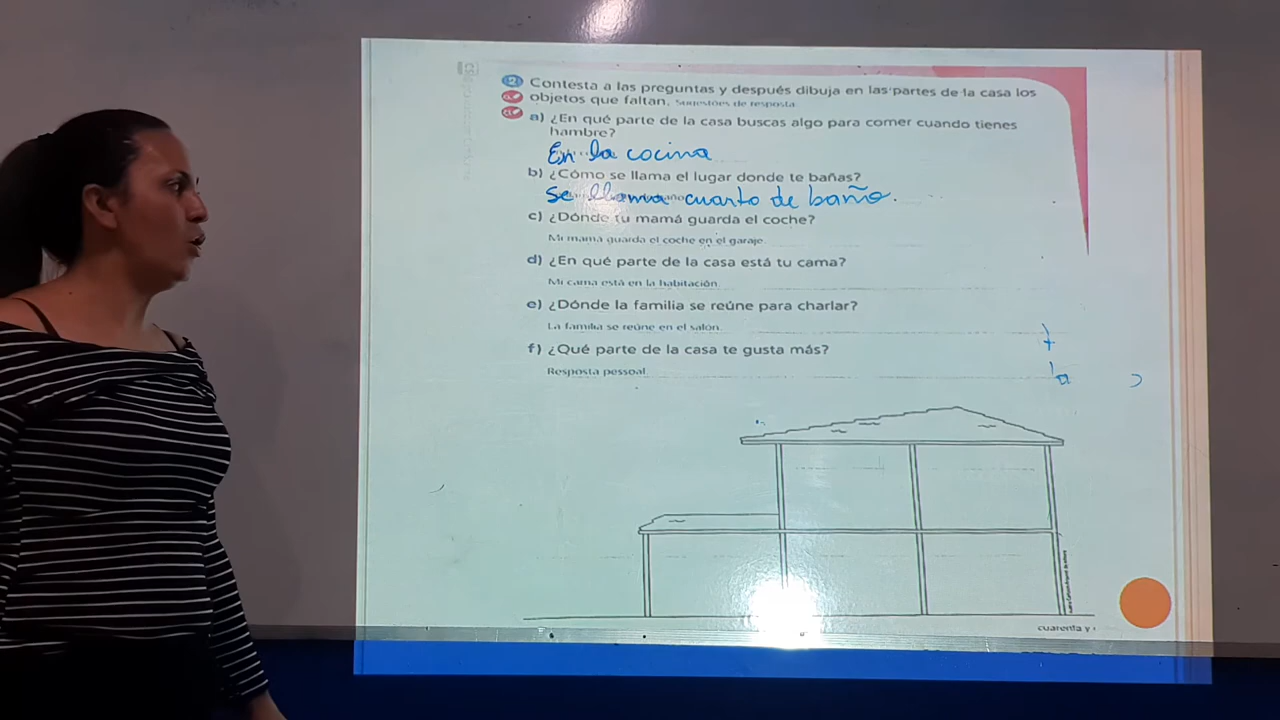 2 Contesta a las preguntas y después dibuja en las partes de la casa los
objetos que faltan. Sugestões de resposta
a) ¿En qué parte de la casa buscas algo para comer cuando tienes
hambre?
En la cocina
b) ¿Cómo se llama el lugar donde te bañas?
Se llama cuarto de baño.
c) ¿Dónde tu mamá guarda el coche?
Mi mamá guarda el coche en el garaje.
d) ¿En qué parte de la casa está tu cama?
Mi cama está en la habitación.
e) ¿Dónde la familia se reúne para charlar?
La familia se reúne en el salón.
f) ¿Qué parte de la casa te gusta más?
Resposta pessoal.
cuarenta y